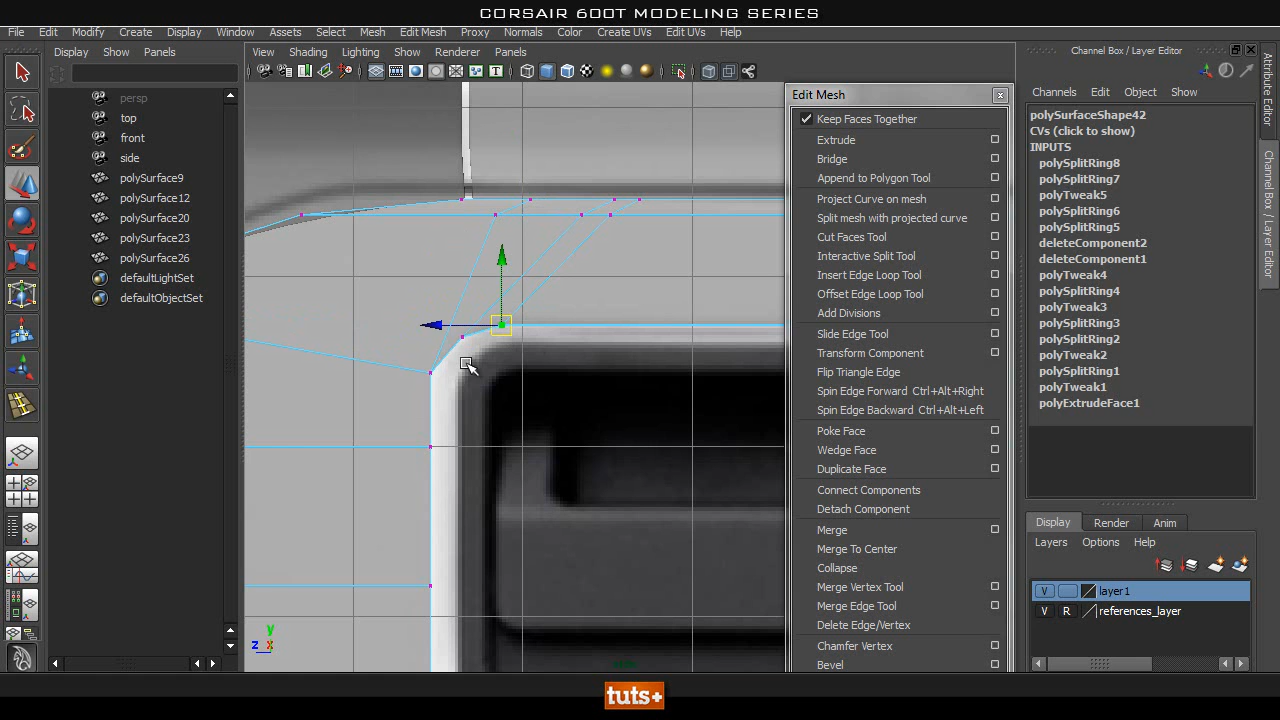 CORSAIR 600T MODELING SERIES
File Edit Modify Create Display Window Assets Select Mesh Edit Mesh Proxy Normals Color Create UVs Edit UVs Help
Display Show Panels
View Shading Lighting Show Renderer Panels
Channel Box / Layer Editor
persp
top
front
side
polySurface9
polySurface12
polySurface20
polySurface23
polySurface26
defaultLightSet
defaultObjectSet
y
z x
Edit Mesh
Keep Faces Together
Extrude
Bridge
Append to Polygon Tool
Project Curve on mesh
Split mesh with projected curve
Cut Faces Tool
Interactive Split Tool
Insert Edge Loop Tool
Offset Edge Loop Tool
Add Divisions
Slide Edge Tool
Transform Component
Flip Triangle Edge
Spin Edge Forward Ctrl+Alt+Right
Spin Edge Backward Ctrl+Alt+Left
Poke Face
Wedge Face
Duplicate Face
Connect Components
Detach Component
Merge
Merge To Center
Collapse
Merge Vertex Tool
Merge Edge Tool
Delete Edge/Vertex
Chamfer Vertex
Bevel
Channels Edit Object Show
polySurfaceShape42
CVs (click to show)
INPUTS
polySplitRing8
polySplitRing7
polyTweak5
polySplitRing6
polySplitRing5
deleteComponent2
deleteComponent1
polyTweak4
polySplitRing4
polyTweak3
polySplitRing3
polySplitRing2
polyTweak2
polySplitRing1
polyTweak1
polyExtrudeFace1
Display Render Anim
Layers Options Help
V layer1
V R references_layer
Attribute Editor
Channel Box / Layer Editor
tuts+